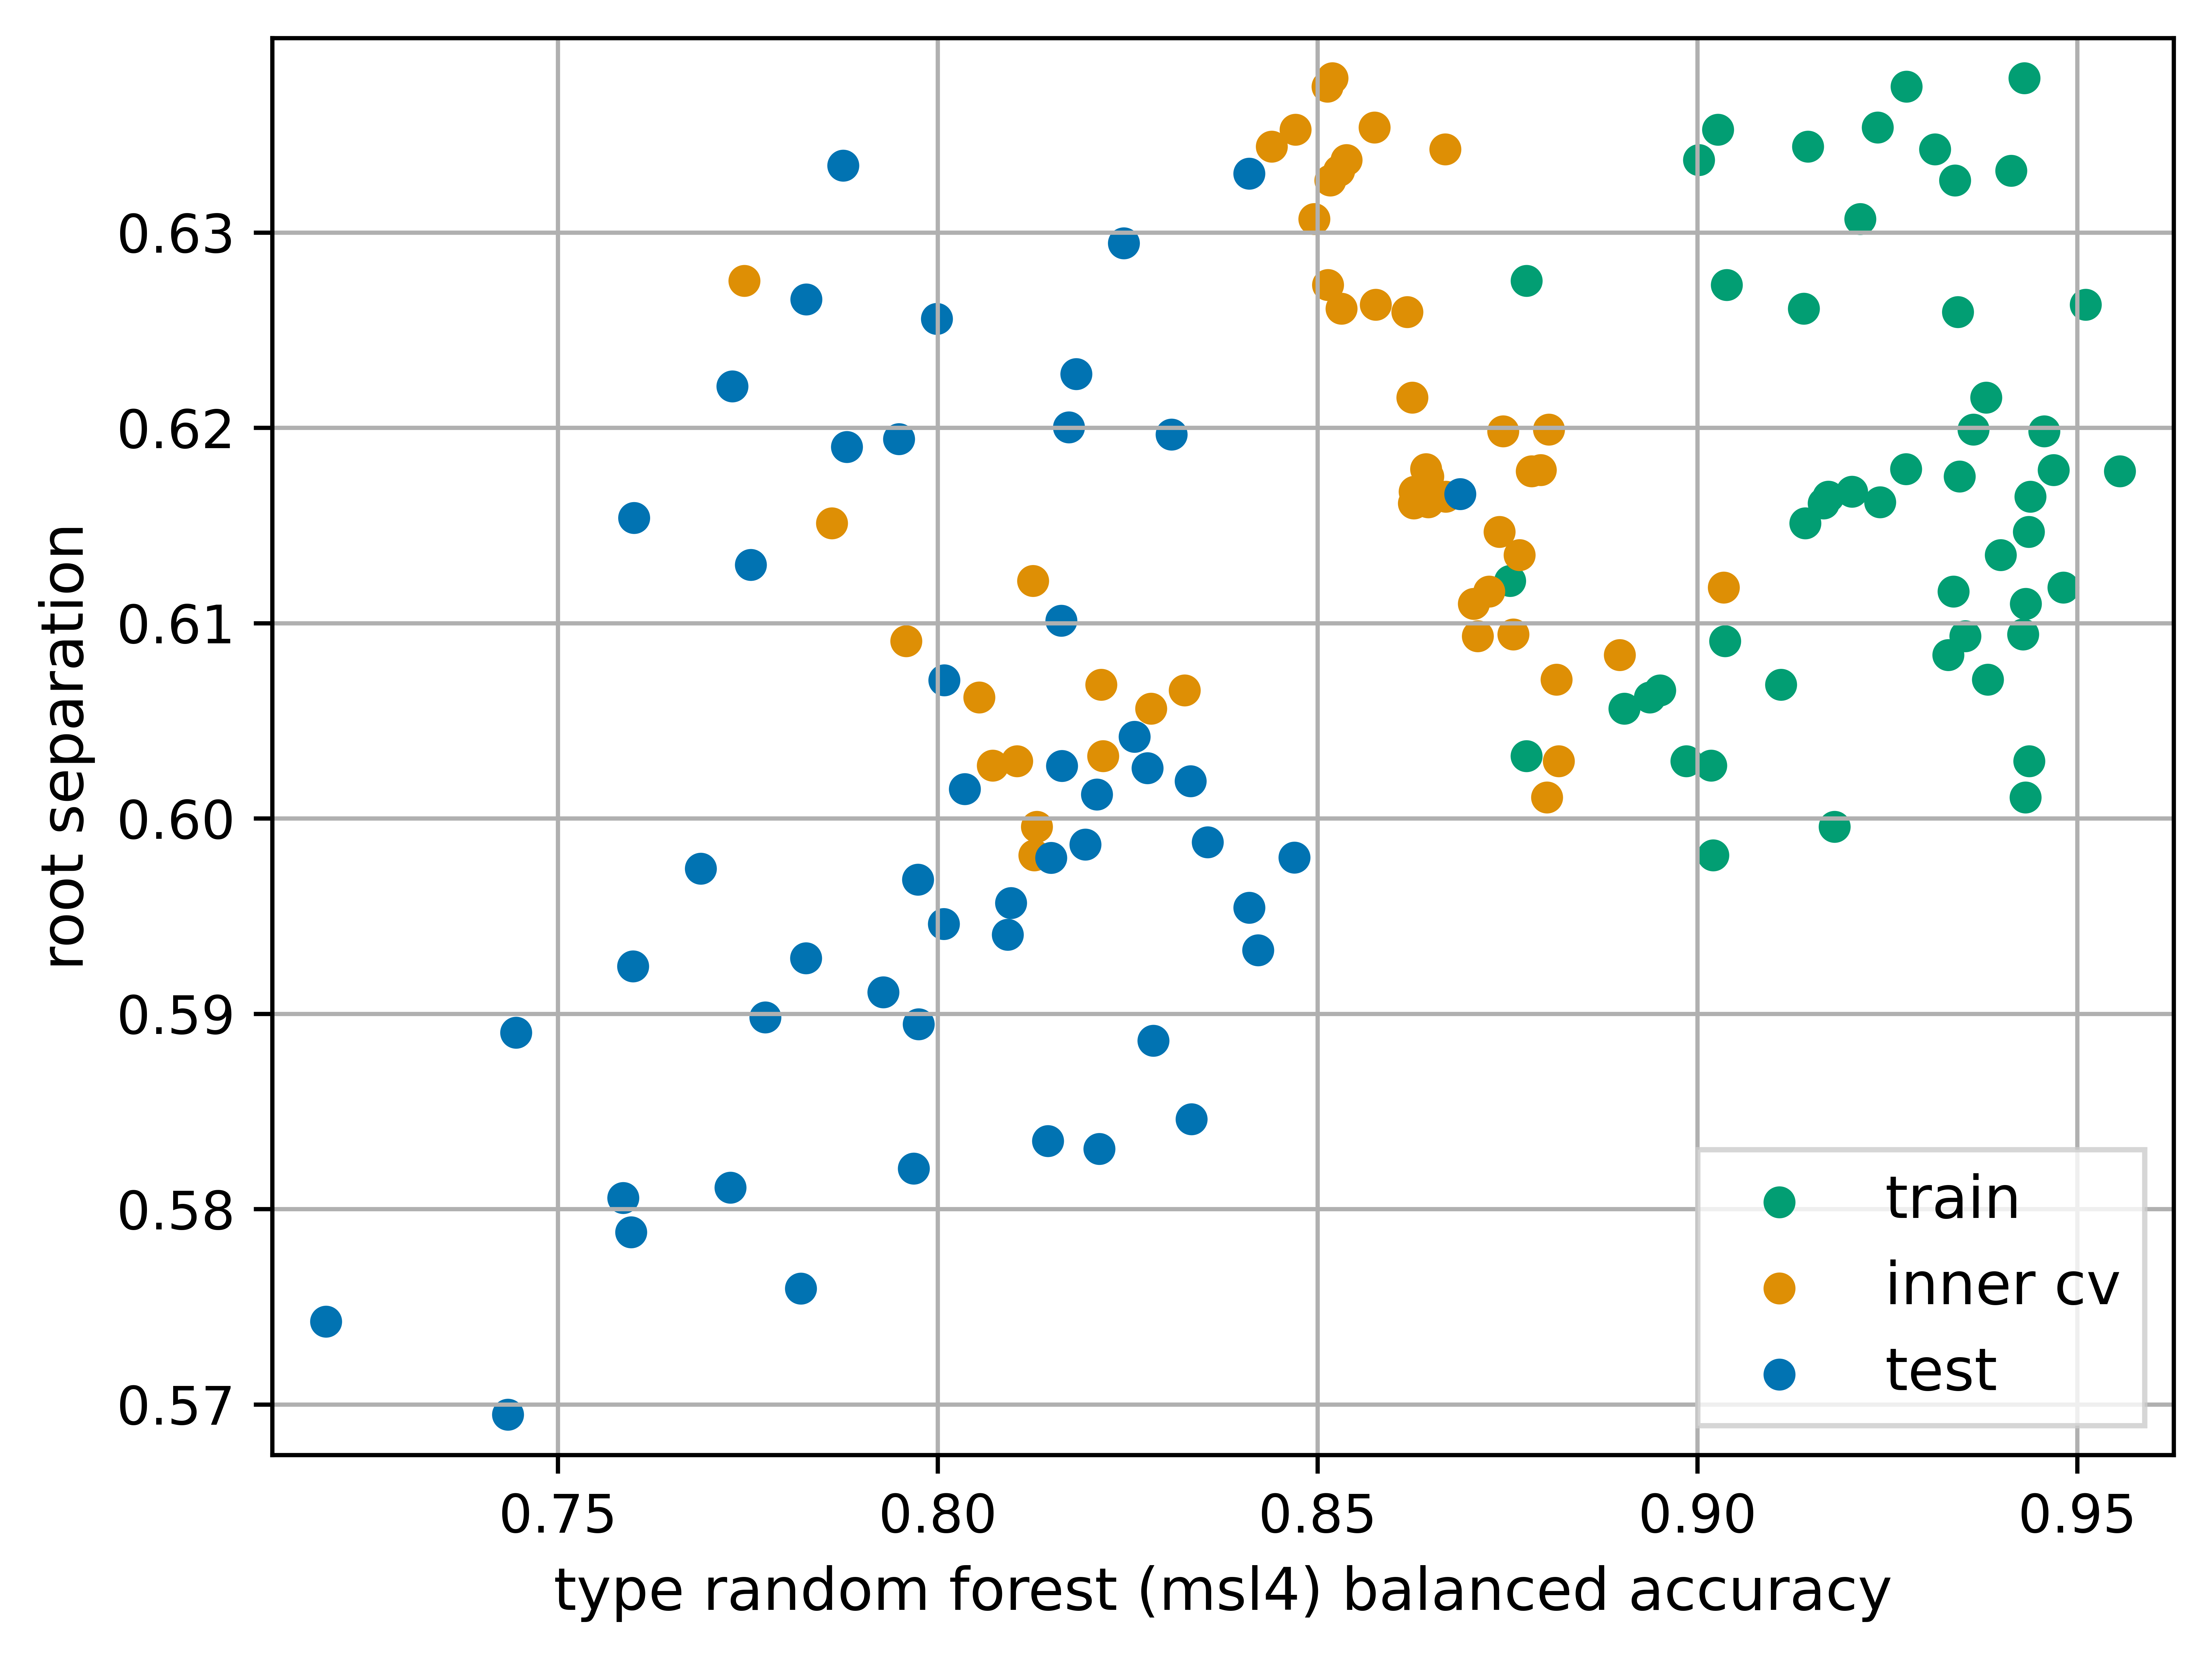 root separation
0.63
0.62
0.61
0.60
0.59
0.58
0.57
0.75 0.80 0.85 0.90 0.95
type random forest (msl4) balanced accuracy
train
inner cv
test